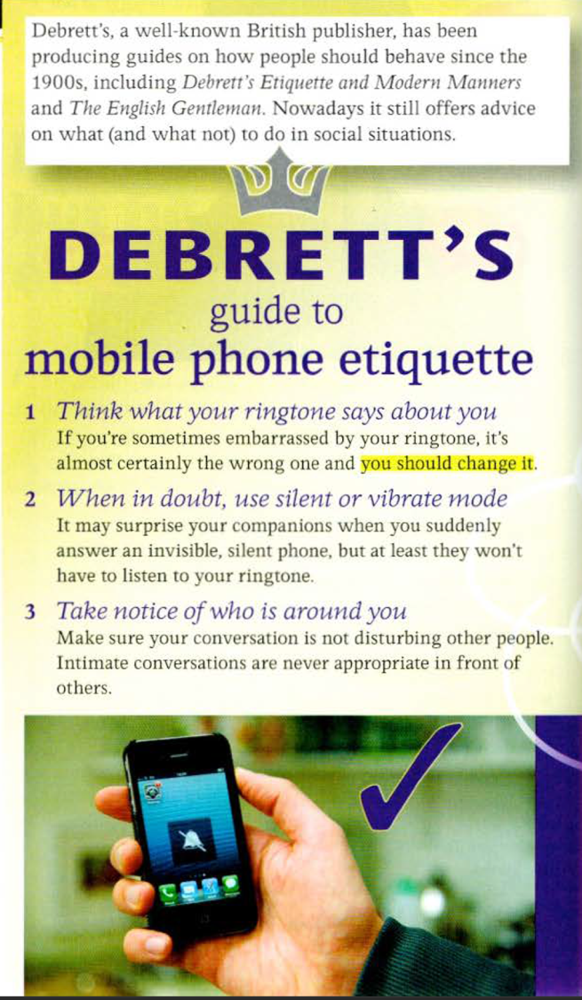 Debrett's, a well-known British publisher, has been
producing guides on how people should behave since the
1900s, including Debrett's Etiquette and Modern Manners
and The English Gentleman. Nowadays it still offers advice
on what (and what not) to do in social situations.
DEBRETT'S
guide to
mobile phone etiquette
1 Think what your ringtone says about you
If you're sometimes embarrassed by your ringtone, it's
almost certainly the wrong one and you should change it.
2 When in doubt, use silent or vibrate mode
It may surprise your companions when you suddenly
answer an invisible, silent phone, but at least they won't
have to listen to your ringtone.
3 Take notice of who is around you
Make sure your conversation is not disturbing other people.
Intimate conversations are never appropriate in front of
others.